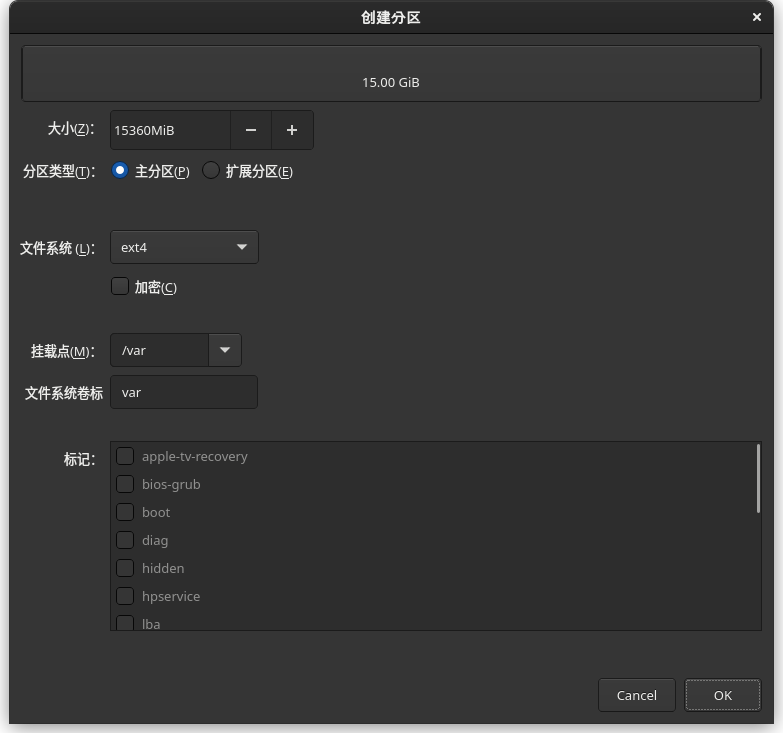 创建分区
15.00 GiB
大小(Z): 15360MiB
分区类型(T): 主分区(P) 扩展分区(E)
文件系统 (L): ext4
加密(C)
挂载点(M): /var
文件系统卷标 var
标记:
apple-tv-recovery
bios-grub
boot
diag
hidden
hpservice
lba
Cancel OK